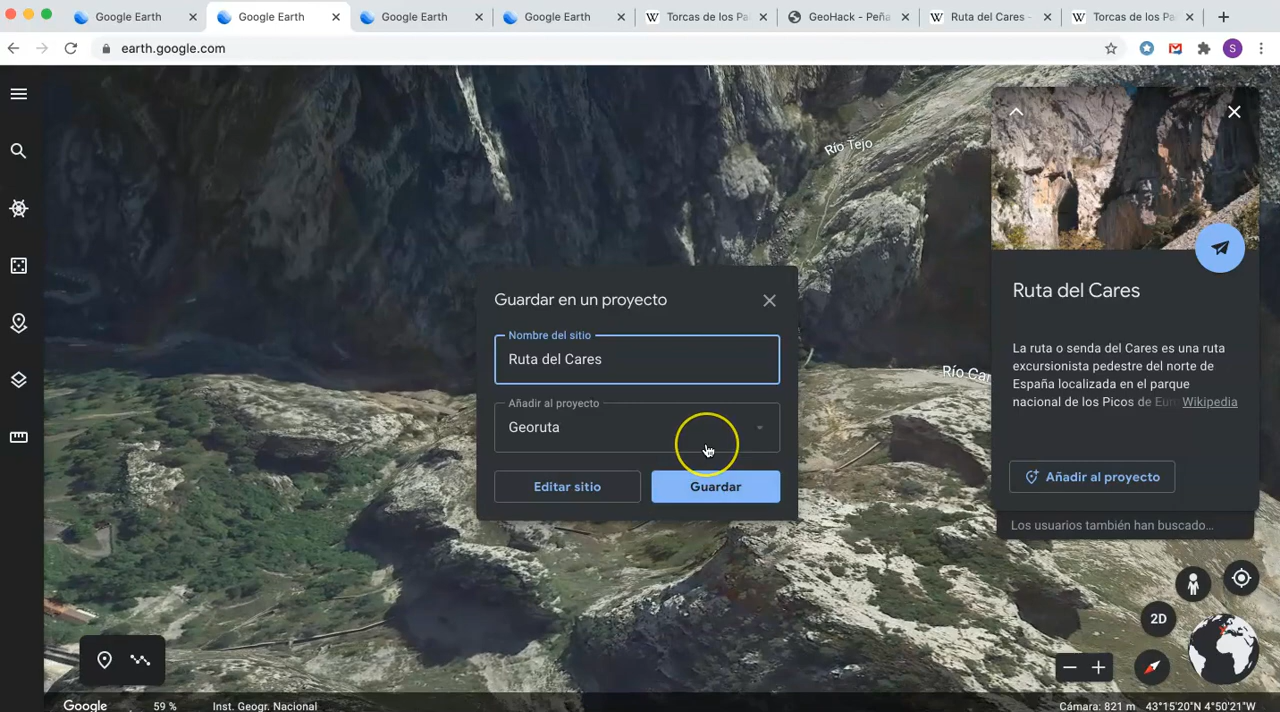 Google Earth
Google Earth
Google Earth
Google Earth
Torcas de los Pa
GeoHack - Peña
Ruta del Cares -
Torcas de los Pa
earth.google.com
S
Río Tejo
Río Car
Guardar en un proyecto
Nombre del sitio
Ruta del Cares
Añadir al proyecto
Georuta
Editar sitio
Guardar
Ruta del Cares
La ruta o senda del Cares es una ruta
excursionista pedestre del norte de
España localizada en el parque
nacional de los Picos de Eur Wikipedia
Añadir al proyecto
Los usuarios también han buscado…
2D
Google
59 %
Inst. Geogr. Nacional
Cámara: 821 m 43°15'20"N 4°50'21"W